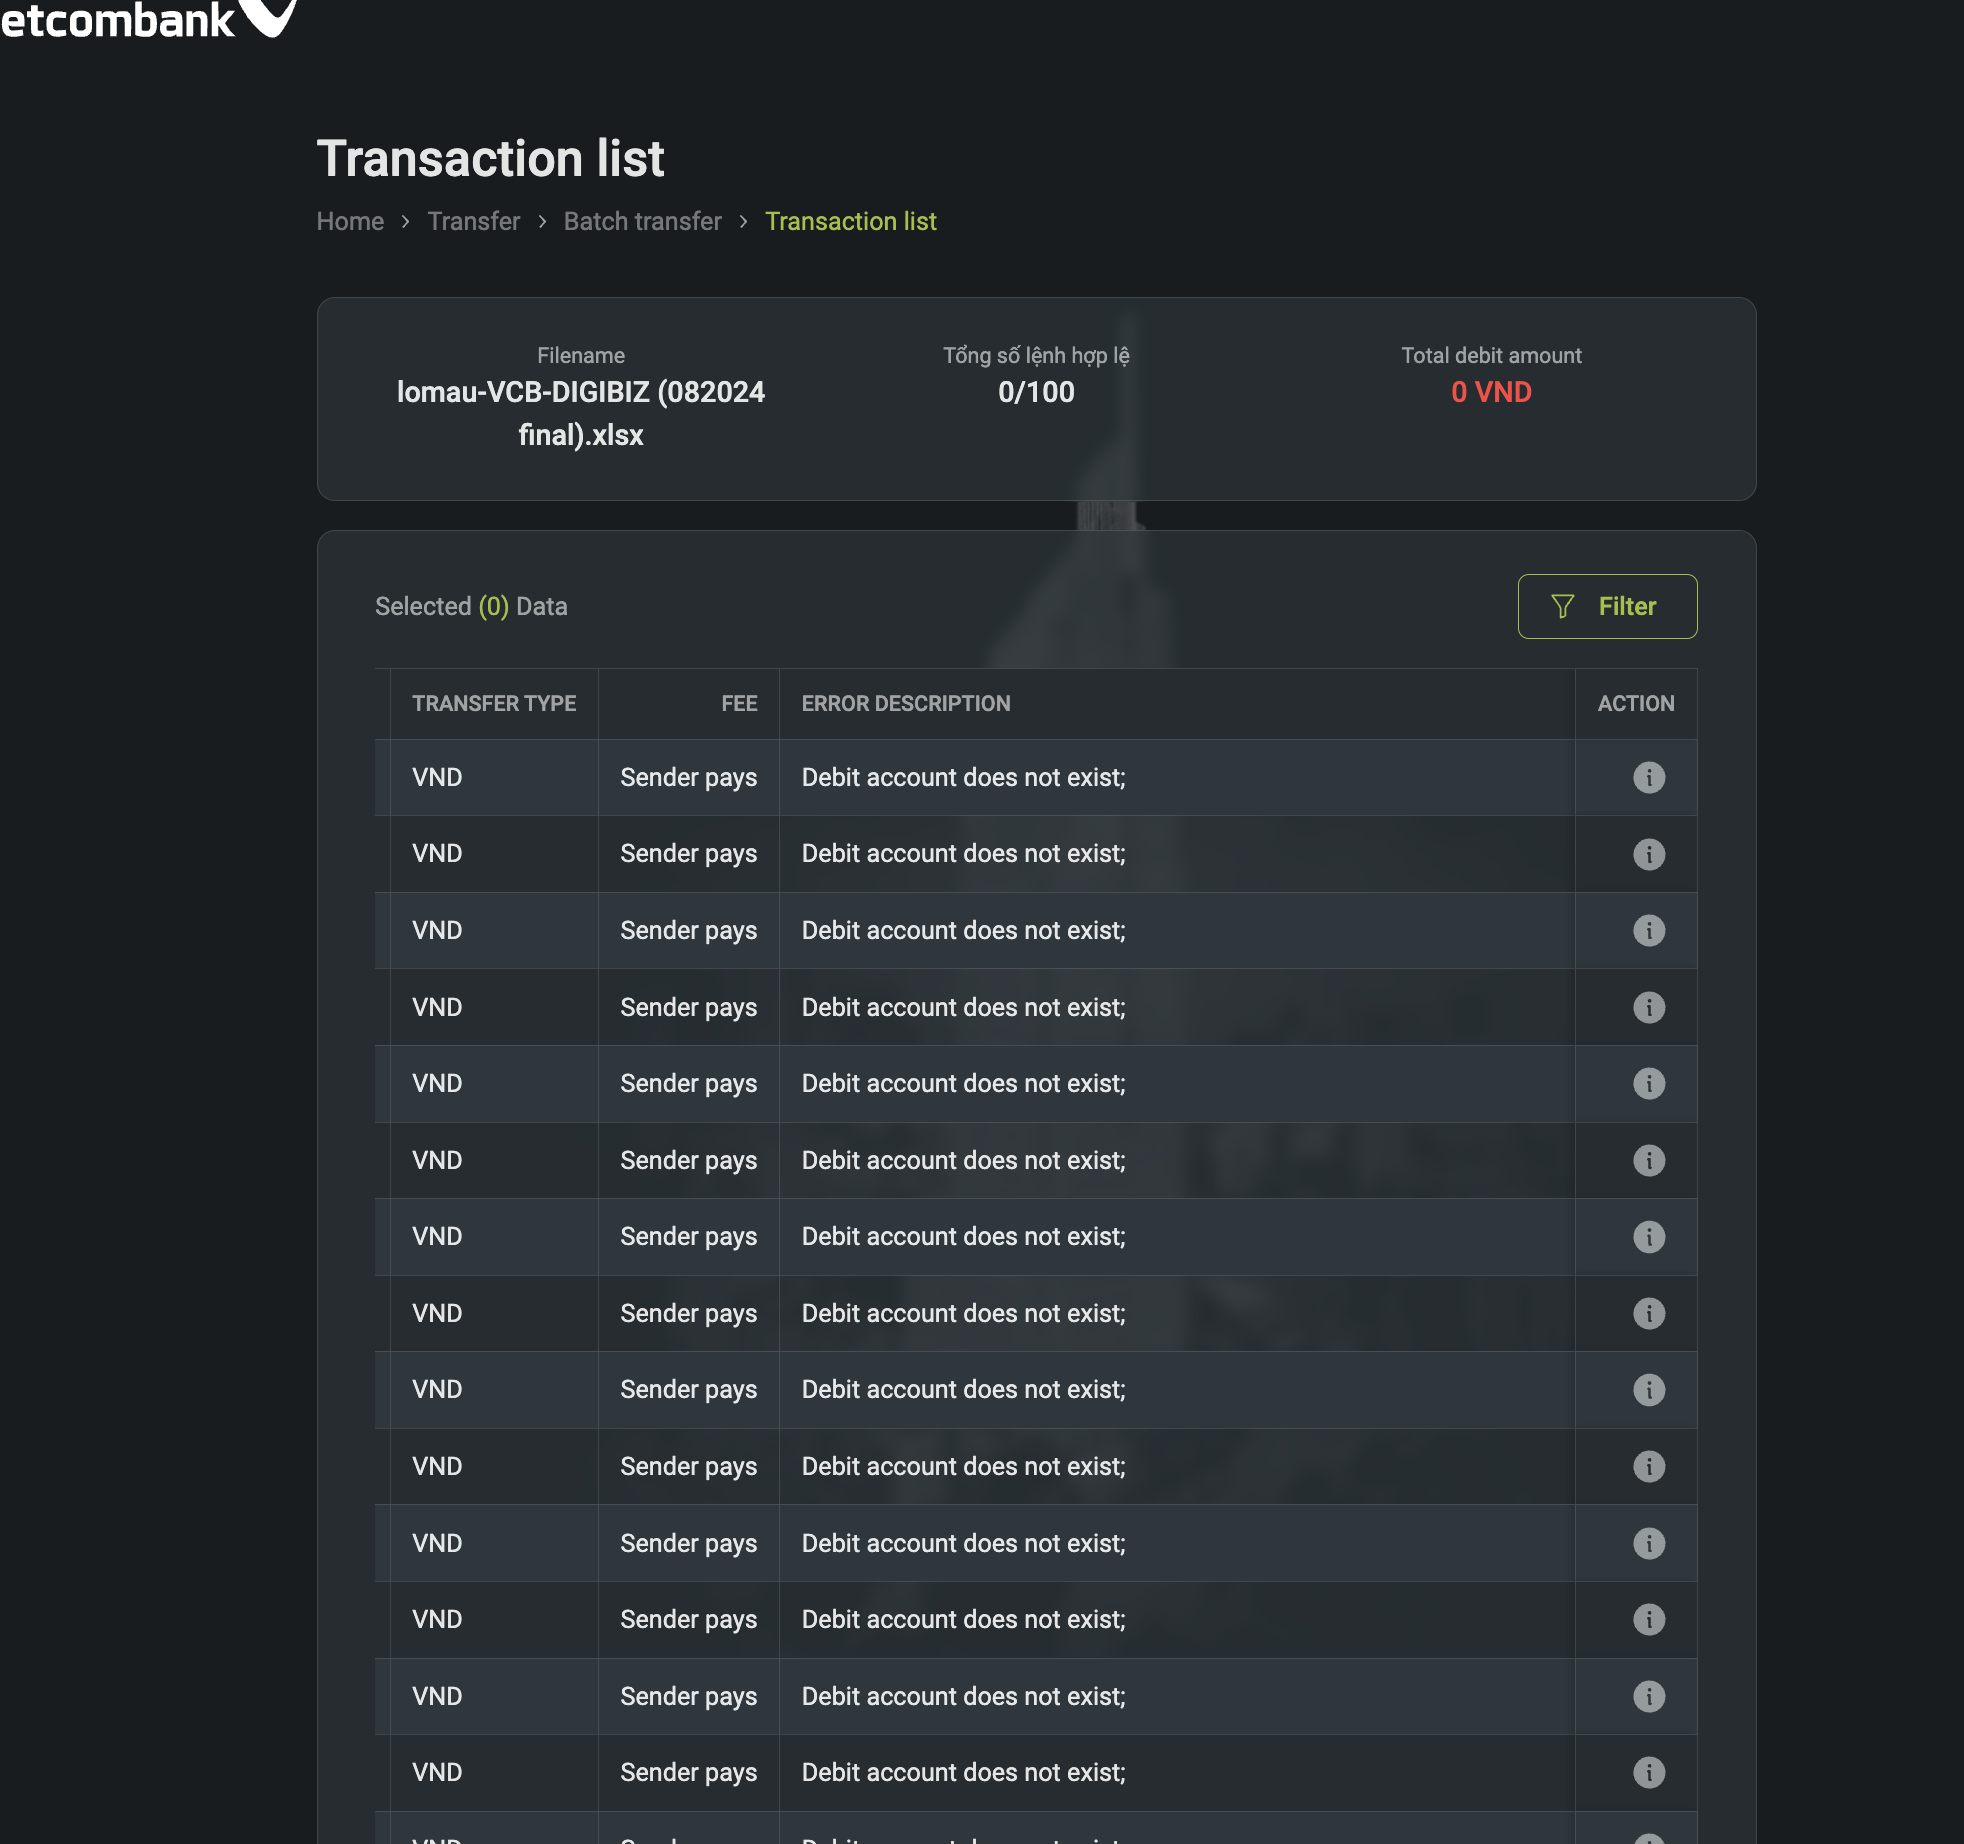 etcombank
Transaction list
Home > Transfer > Batch transfer > Transaction list
Filename
lomau-VCB-DIGIBIZ (082024
final).xlsx
Tổng số lệnh hợp lệ
0/100
Total debit amount
0 VND
Selected (0) Data
Filter
TRANSFER TYPE FEE ERROR DESCRIPTION ACTION
VND Sender pays Debit account does not exist;
VND Sender pays Debit account does not exist;
VND Sender pays Debit account does not exist;
VND Sender pays Debit account does not exist;
VND Sender pays Debit account does not exist;
VND Sender pays Debit account does not exist;
VND Sender pays Debit account does not exist;
VND Sender pays Debit account does not exist;
VND Sender pays Debit account does not exist;
VND Sender pays Debit account does not exist;
VND Sender pays Debit account does not exist;
VND Sender pays Debit account does not exist;
VND Sender pays Debit account does not exist;
VND Sender pays Debit account does not exist;